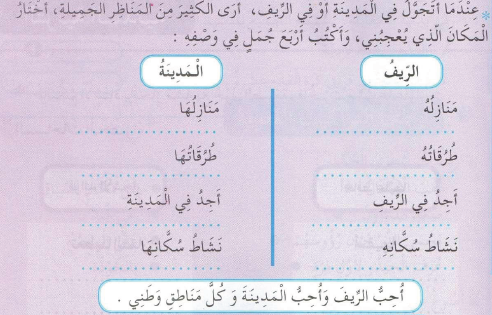 * عِنْدَمَا أَتَجَوَّلُ فِي الْمَدِينَةِ أَوْ فِي الرِّيفِ، أَرَى الْكَثِيرَ مِنَ الْمَنَاظِرِ الْجَمِيلَةِ، أَخْتَارُ
الْمَكَانَ الَّذِي يُعْجِبُنِي، وَأَكْتُبُ أَرْبَعَ جُمَلٍ فِي وَصْفِهِ :
الرِّيفُ الْمَدِينَةُ
مَنَازِلُهُ مَنَازِلُهَا
طُرُقَاتُهُ طُرُقَاتُهَا
أَجِدُ فِي الرِّيفِ أَجِدُ فِي الْمَدِينَةِ
نَشَاطُ سُكَّانِهِ نَشَاطُ سُكَّانِهَا
أُحِبُّ الرِّيفَ وَأُحِبُّ الْمَدِينَةَ وَ كُلَّ مَنَاطِقِ وَطَنِي .